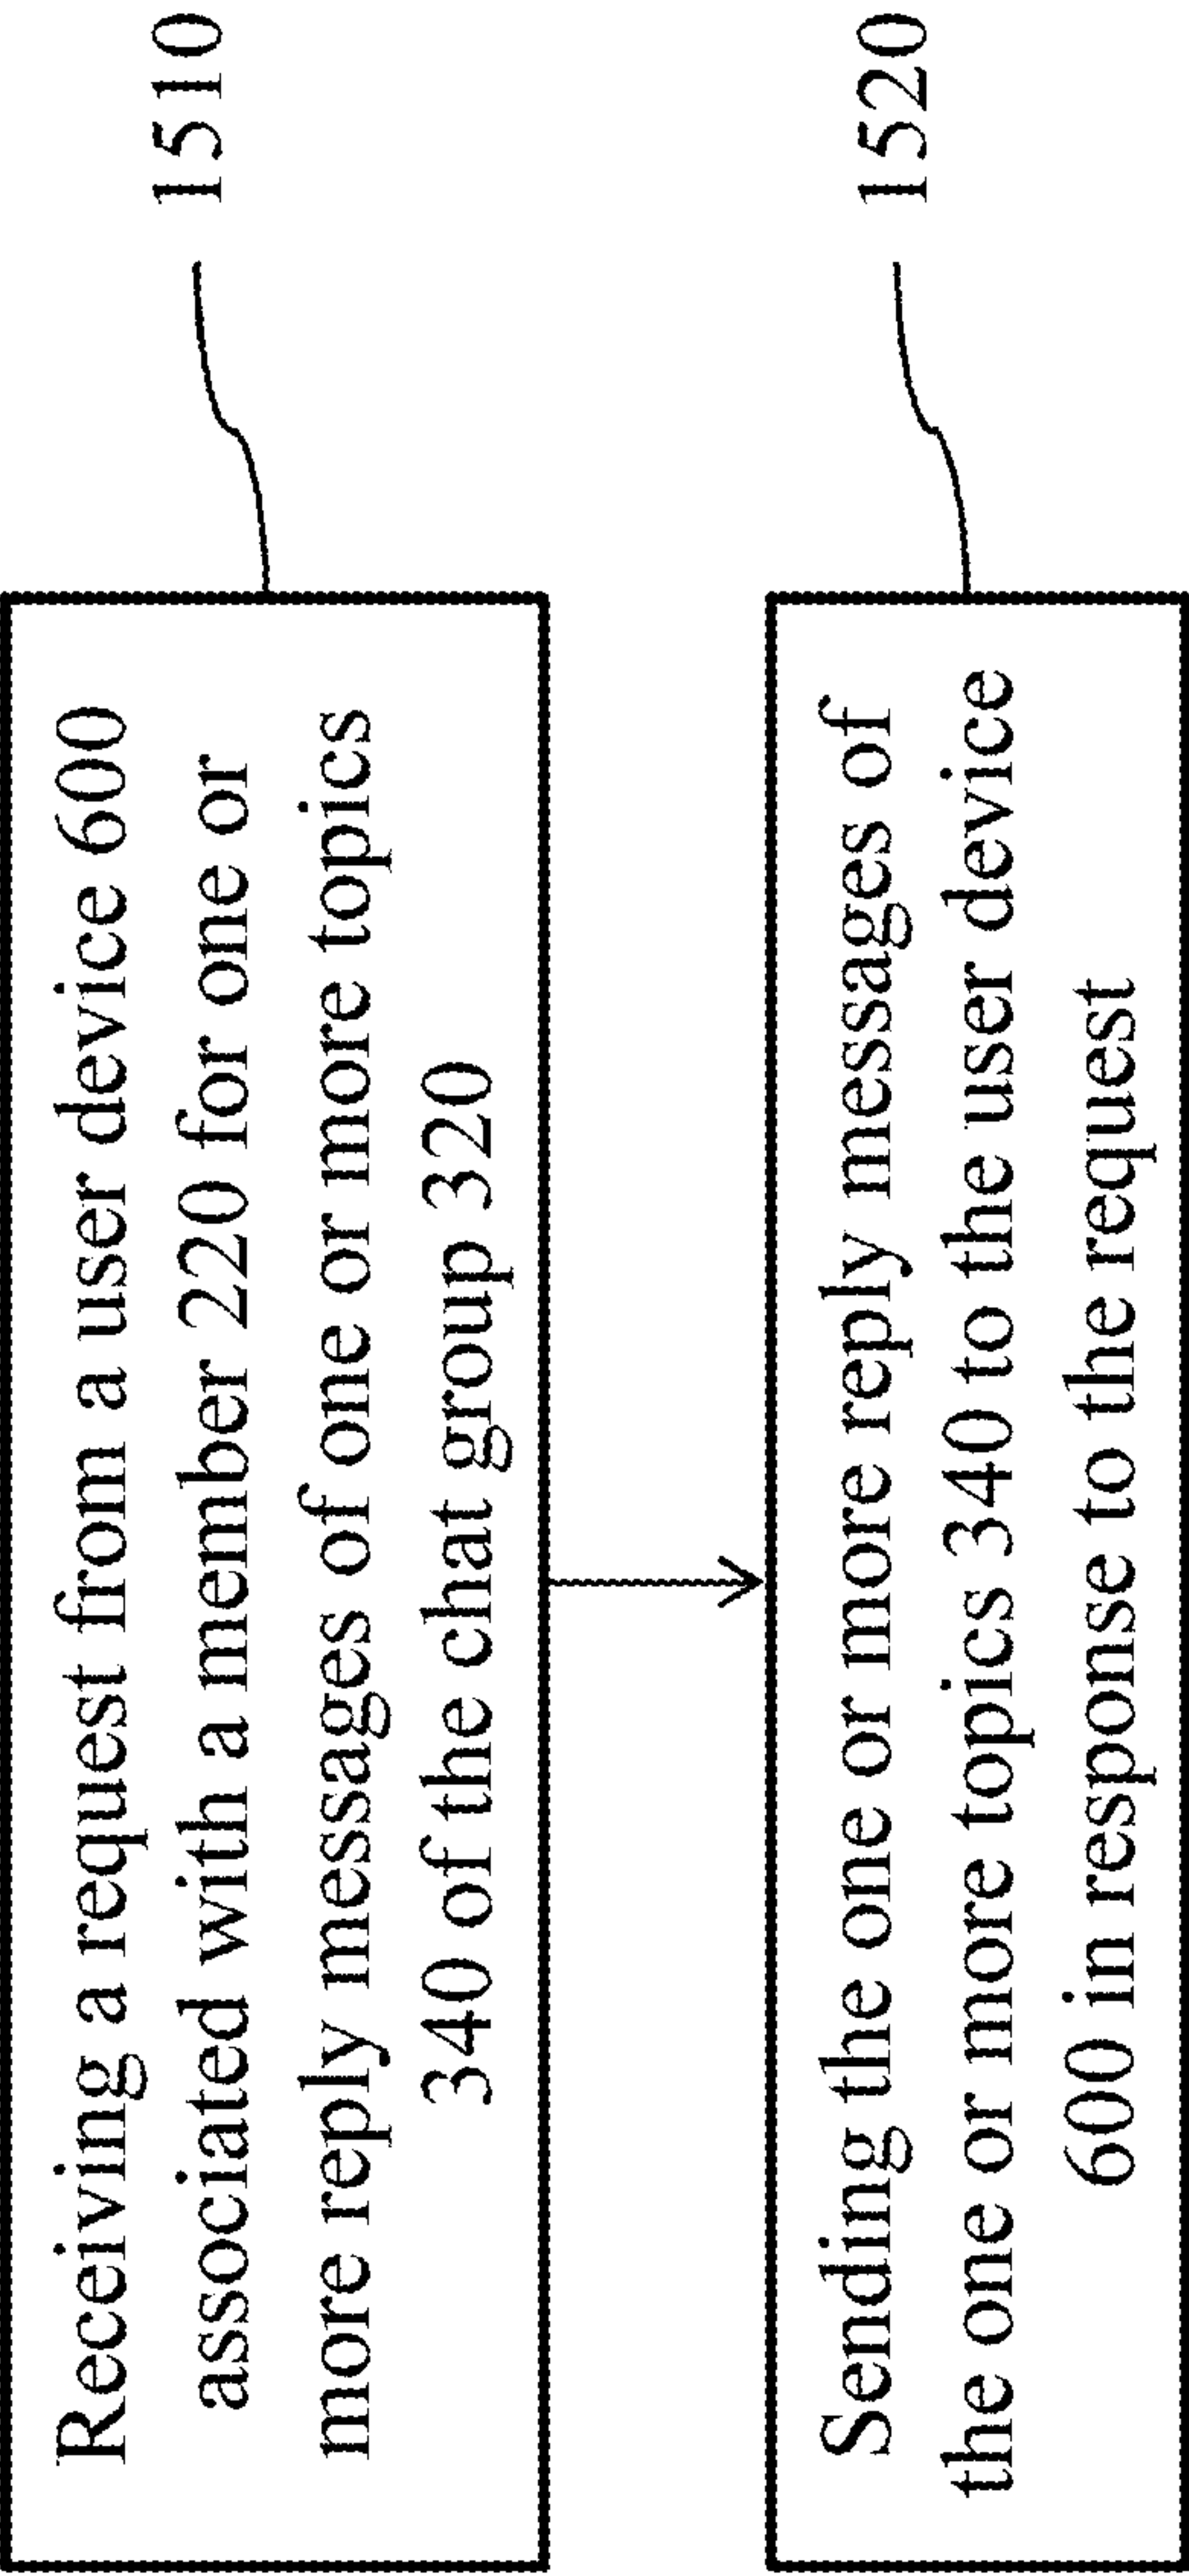 Receiving a request from a user device 600
associated with a member 220 for one or
more reply messages of one or more topics
340 of the chat group 320
1510
Sending the one or more reply messages of
the one or more topics 340 to the user device
600 in response to the request
1520